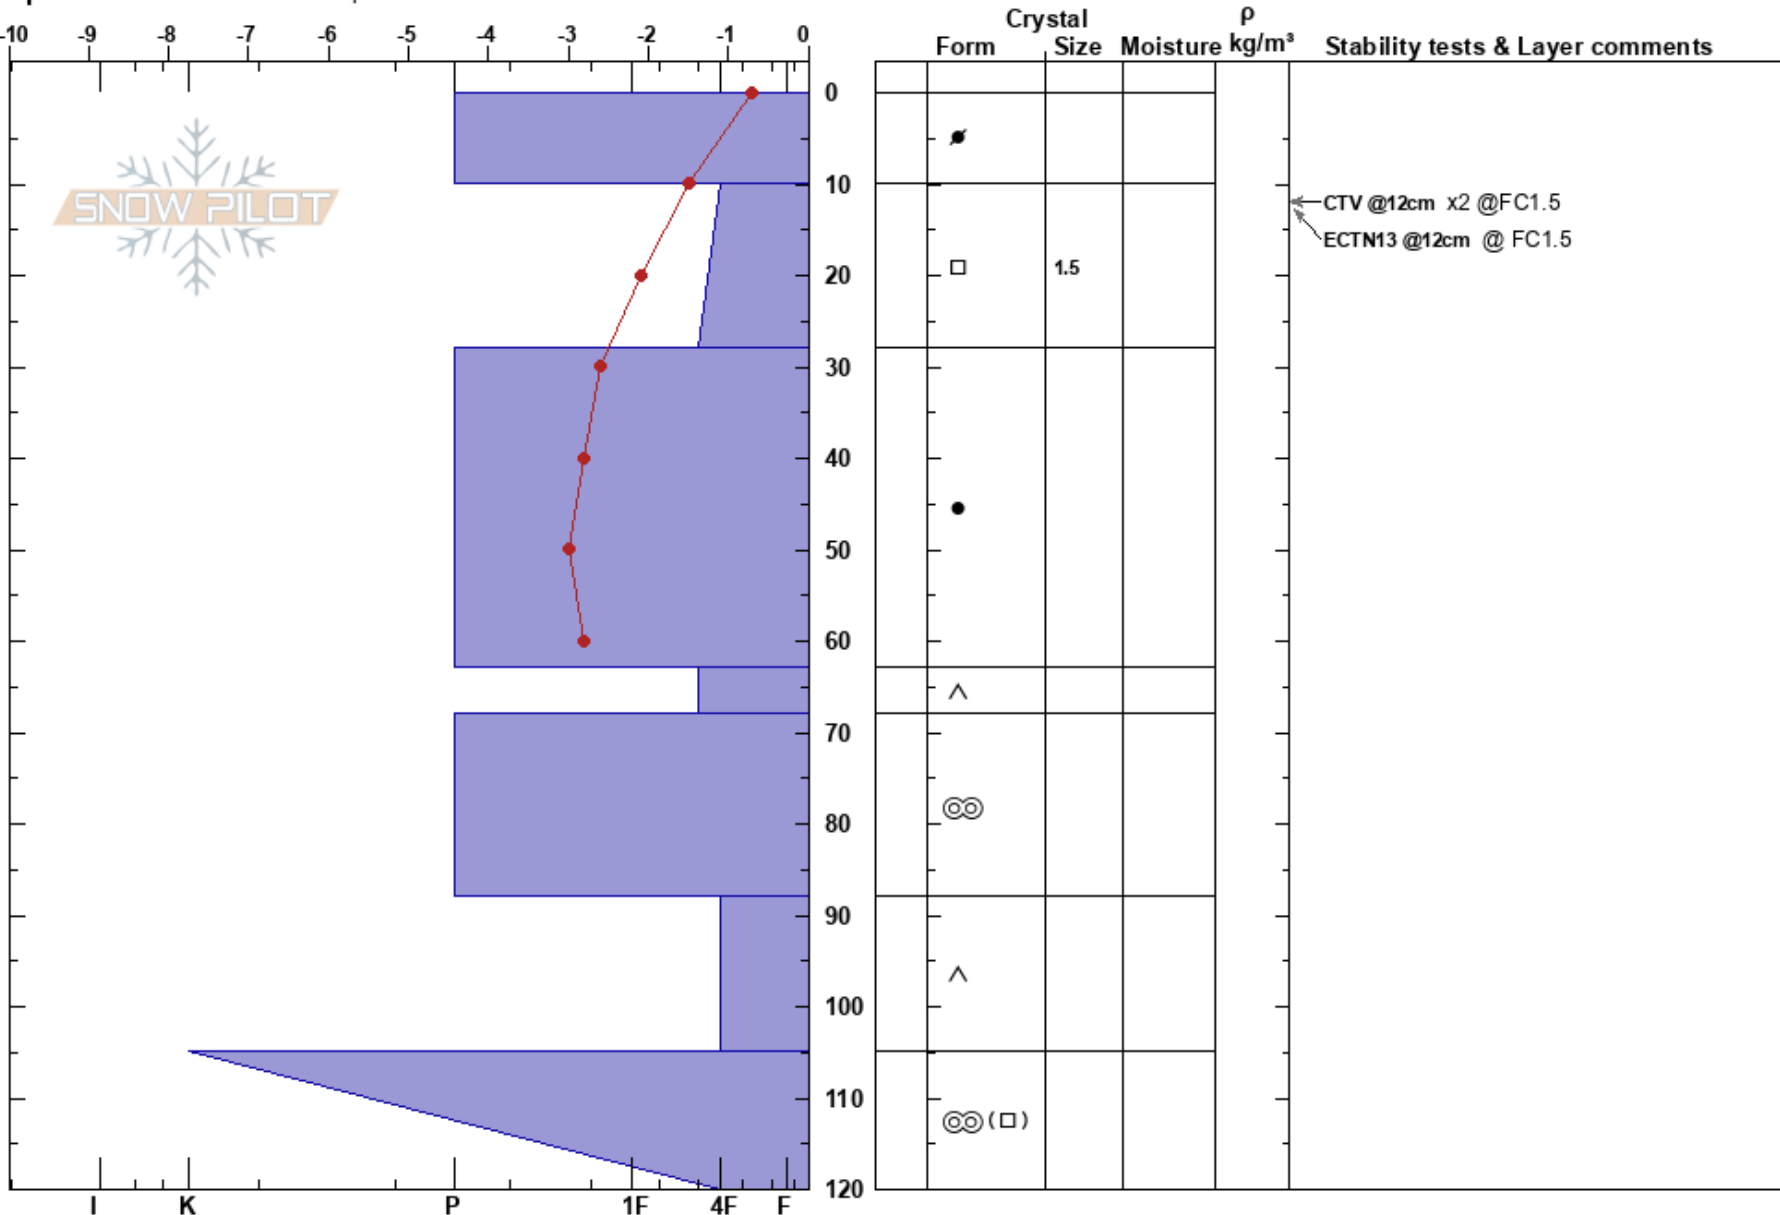 Crystal ρ
-10 -9 -8 -7 -6 -5 -4 -3 -2 -1 0
Form Size Moisture kg/m³ Stability tests & Layer comments
0
SNOW PILOT
10
CTV @12cm x2 @FC1.5
ECTN13 @12cm @ FC1.5
1.5
20
30
40
50
60
70
80
90
100
110
( )
120
I K P 1F 4F F